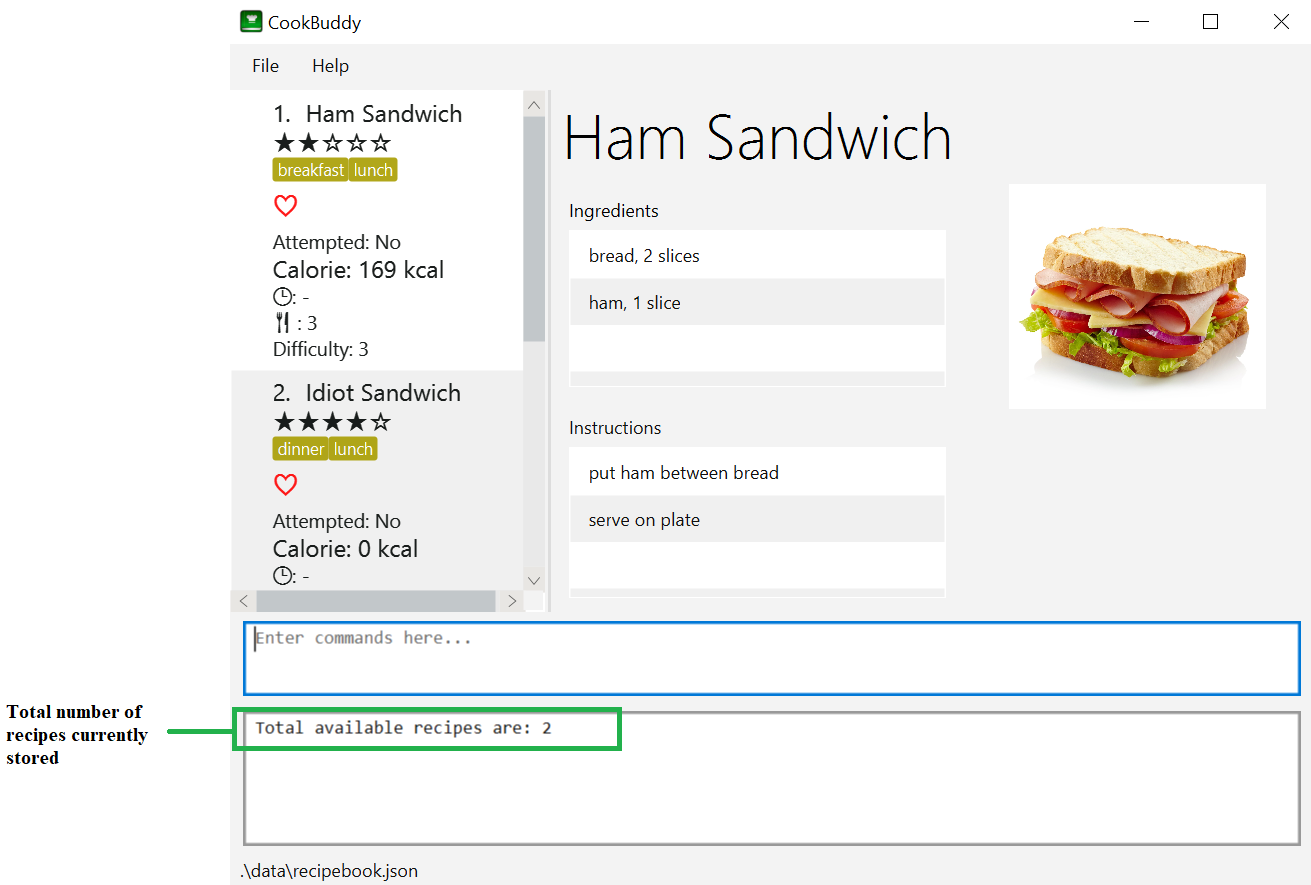 CookBuddy
File Help
1. Ham Sandwich
★★☆☆☆
breakfast lunch
Attempted: No
Calorie: 169 kcal
: -
: 3
Difficulty: 3
2. Idiot Sandwich
★★★★☆
dinner lunch
Attempted: No
Calorie: 0 kcal
: -
Ham Sandwich
Ingredients
bread, 2 slices
ham, 1 slice
Instructions
put ham between bread
serve on plate
Enter commands here...
Total number of
recipes currently
stored
Total available recipes are: 2
.\data\recipebook.json